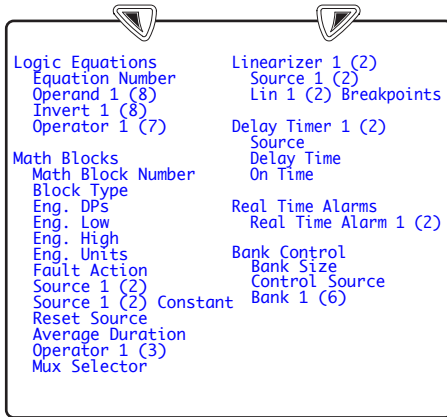 Logic Equations
Equation Number
Operand 1 (8)
Invert 1 (8)
Operator 1 (7)
Math Blocks
Math Block Number
Block Type
Eng. DPs
Eng. Low
Eng. High
Eng. Units
Fault Action
Source 1 (2)
Source 1 (2) Constant
Reset Source
Average Duration
Operator 1 (3)
Mux Selector
Linearizer 1 (2)
Source 1 (2)
Lin 1 (2) Breakpoints
Delay Timer 1 (2)
Source
Delay Time
On Time
Real Time Alarms
Real Time Alarm 1 (2)
Bank Control
Bank Size
Control Source
Bank 1 (6)